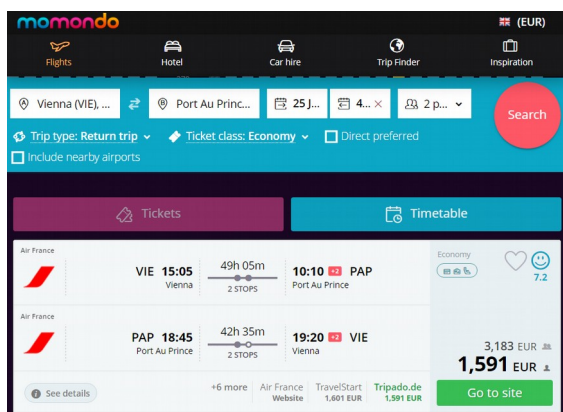 momondo
(EUR)
Flights
Hotel
Car hire
Trip Finder
Inspiration
A Vienna (VIE), ...
B Port Au Princ...
25 J...
4... ×
2 p...
Search
Trip type: Return trip
Ticket class: Economy
Direct preferred
Include nearby airports
Tickets
Timetable
Air France
VIE 15:05
Vienna
49h 05m
2 STOPS
10:10 +2 PAP
Port Au Prince
Economy
7.2
Air France
PAP 18:45
Port Au Prince
42h 35m
2 STOPS
19:20 +2 VIE
Vienna
3,183 EUR
1,591 EUR
See details
+6 more
Air France
Website
TravelStart
1,601 EUR
Tripado.de
1,591 EUR
Go to site